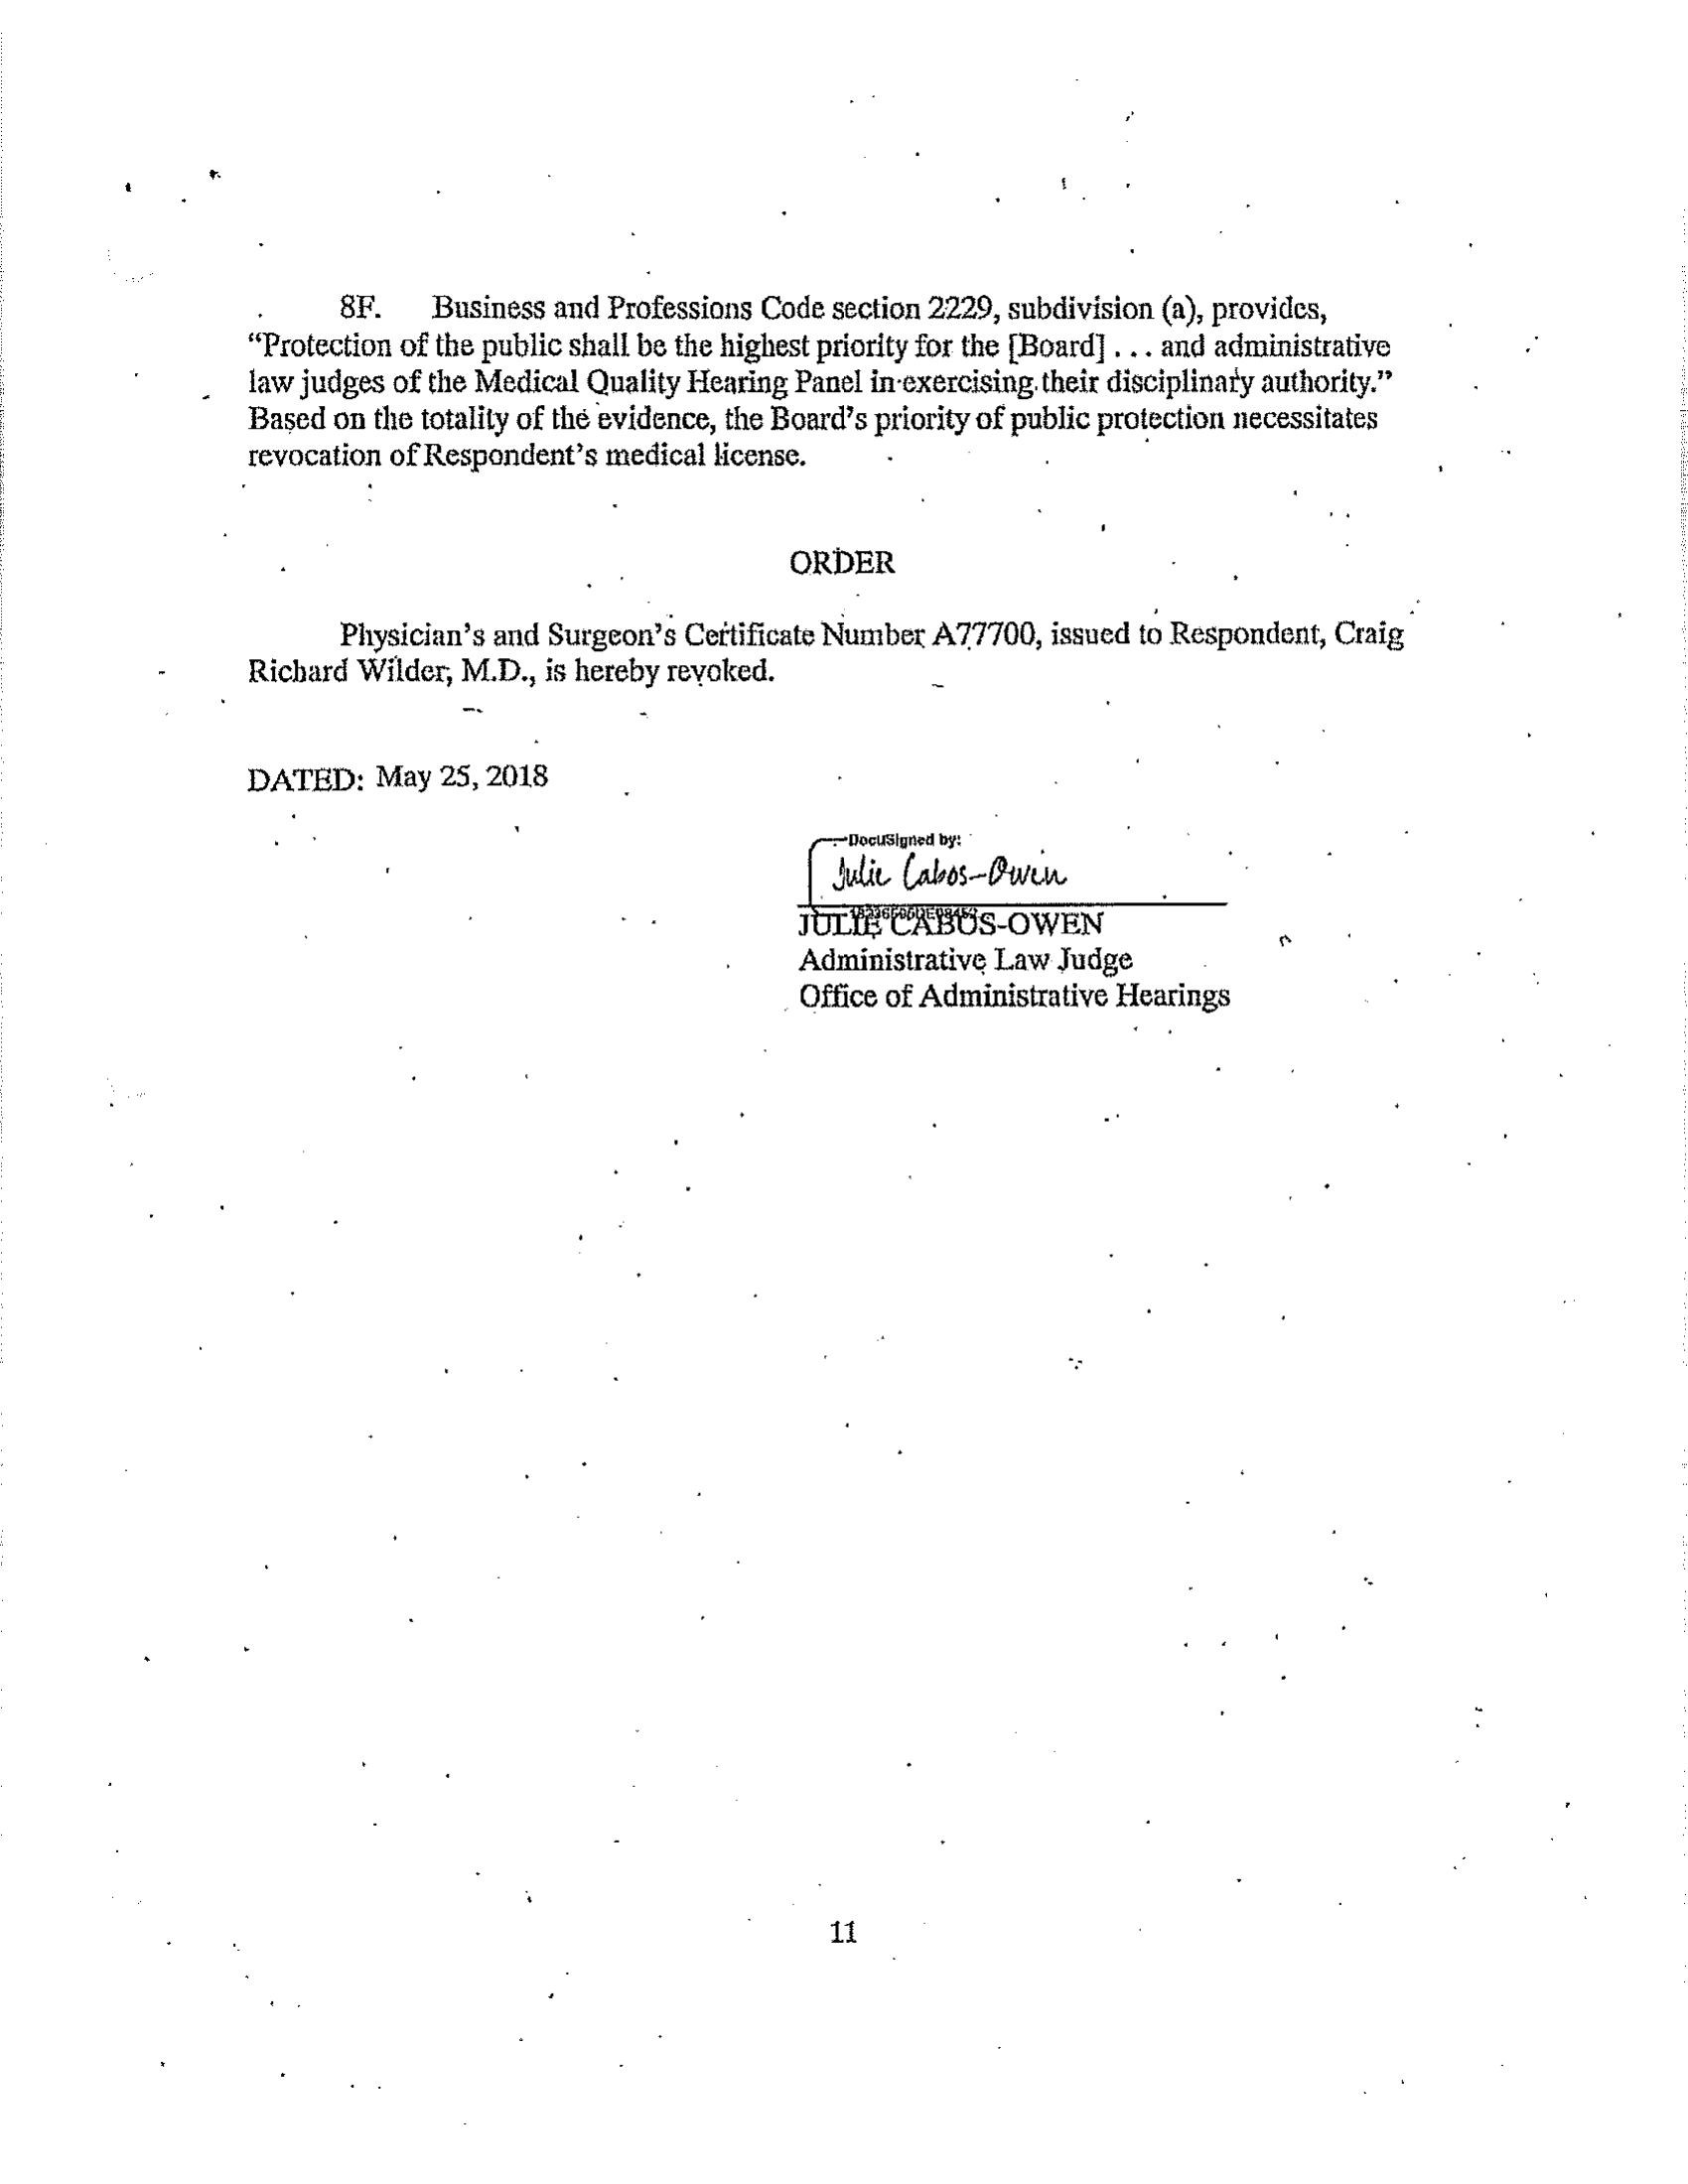 8F. Business and Professions Code section 2229, subdivision (a), provides,
“Protection of the public shall be the highest priority for the [Board] . . . and administrative
law judges of the Medical Quality Hearing Panel in exercising their disciplinary authority.”
Based on the totality of the evidence, the Board’s priority of public protection necessitates
revocation of Respondent’s medical license.
ORDER
Physician’s and Surgeon’s Certificate Number A77700, issued to Respondent, Craig
Richard Wilder, M.D., is hereby revoked.
DATED: May 25, 2018
DocuSigned by:
Julie Cabos-Owen
JULIE CABOS-OWEN
Administrative Law Judge
Office of Administrative Hearings
11